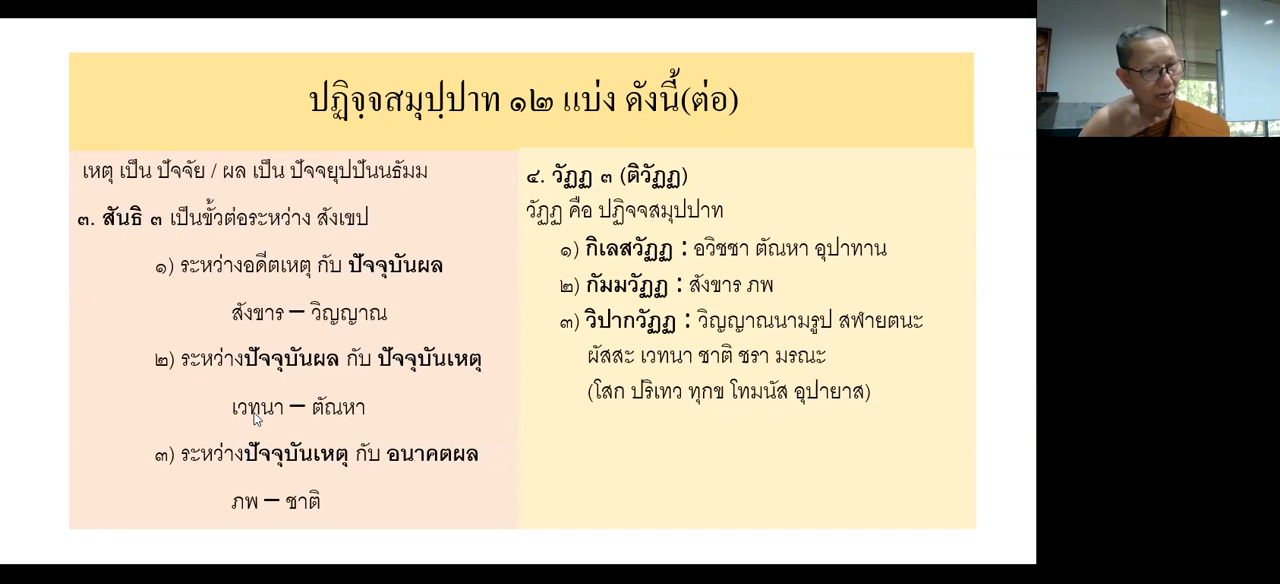 ปฏิจฺจสมุปฺปาท ๑๒ แบ่ง ดังนี้(ต่อ)
เหตุ เป็น ปัจจัย / ผล เป็น ปัจจยุปปันนธัมม
๓. สันธิ ๓ เป็นขั้วต่อระหว่าง สังเขป
๑) ระหว่างอดีตเหตุ กับ ปัจจุบันผล
สังขาร – วิญญาณ
๒) ระหว่างปัจจุบันผล กับ ปัจจุบันเหตุ
เวทนา – ตัณหา
๓) ระหว่างปัจจุบันเหตุ กับ อนาคตผล
ภพ – ชาติ
๔. วัฏฏ ๓ (ติวัฏฏ)
วัฏฏ คือ ปฏิจจสมุปปาท
๑) กิเลสวัฏฏ : อวิชชา ตัณหา อุปาทาน
๒) กัมมวัฏฏ : สังขาร ภพ
๓) วิปากวัฏฏ : วิญญาณนามรูป สฬายตนะ
ผัสสะ เวทนา ชาติ ชรา มรณะ
(โสก ปริเทว ทุกข โทมนัส อุปายาส)